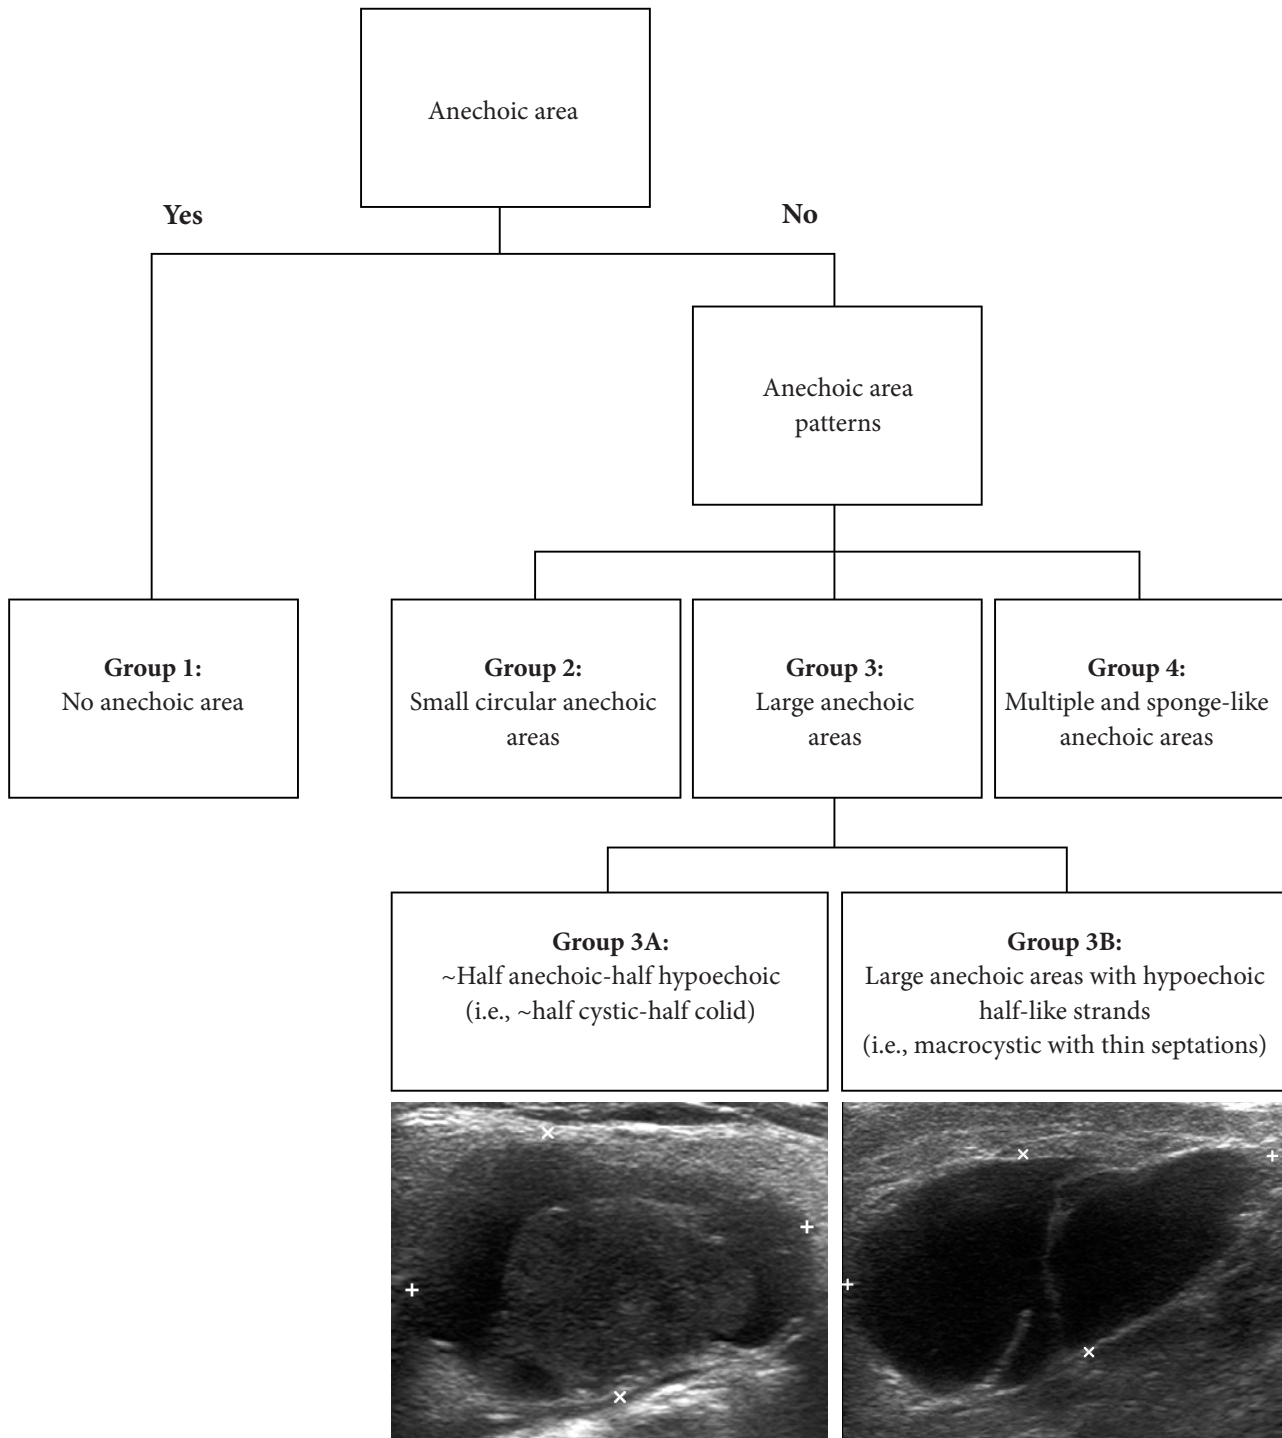 Anechoic area
Yes
No
Anechoic area
patterns
Group 1:
No anechoic area
Group 2:
Small circular anechoic
areas
Group 3:
Large anechoic
areas
Group 4:
Multiple and sponge-like
anechoic areas
Group 3A:
~Half anechoic-half hypoechoic
(i.e., ~half cystic-half colid)
Group 3B:
Large anechoic areas with hypoechoic
half-like strands
(i.e., macrocystic with thin septations)